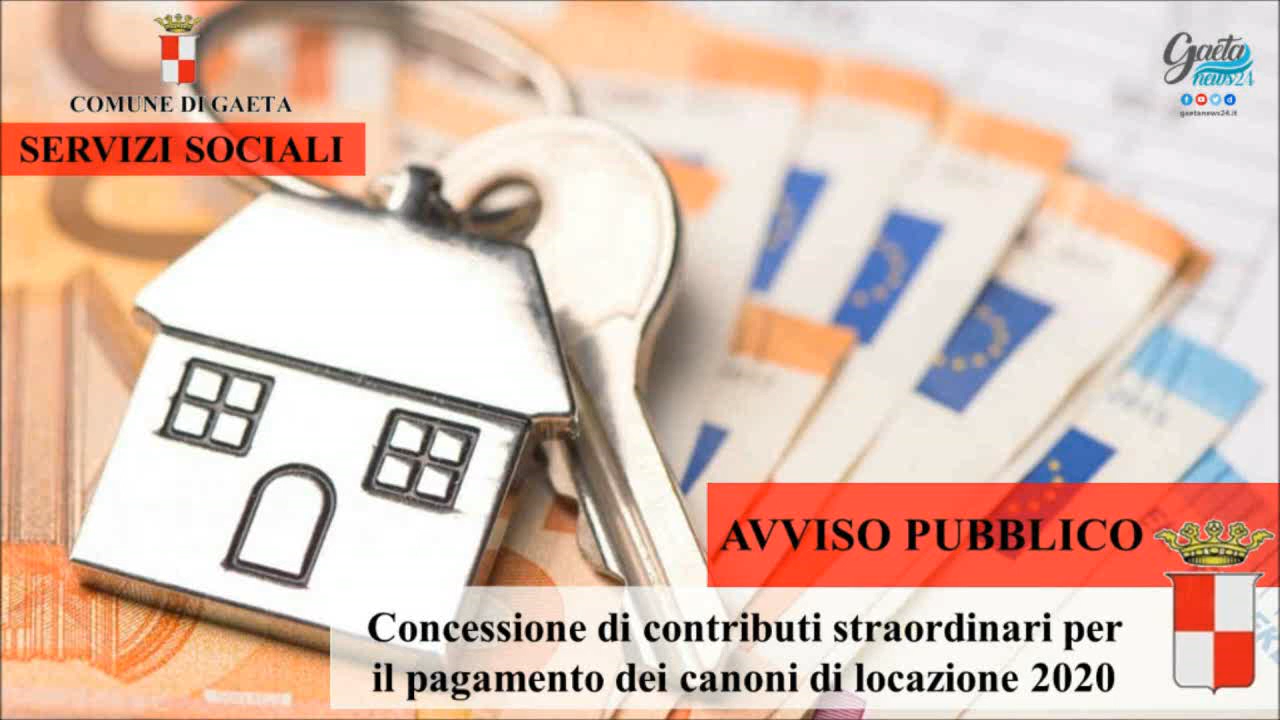 COMUNE DI GAETA
SERVIZI SOCIALI
Gaeta
news24
gaetanews24.it
AVVISO PUBBLICO
Concessione di contributi straordinari per
il pagamento dei canoni di locazione 2020